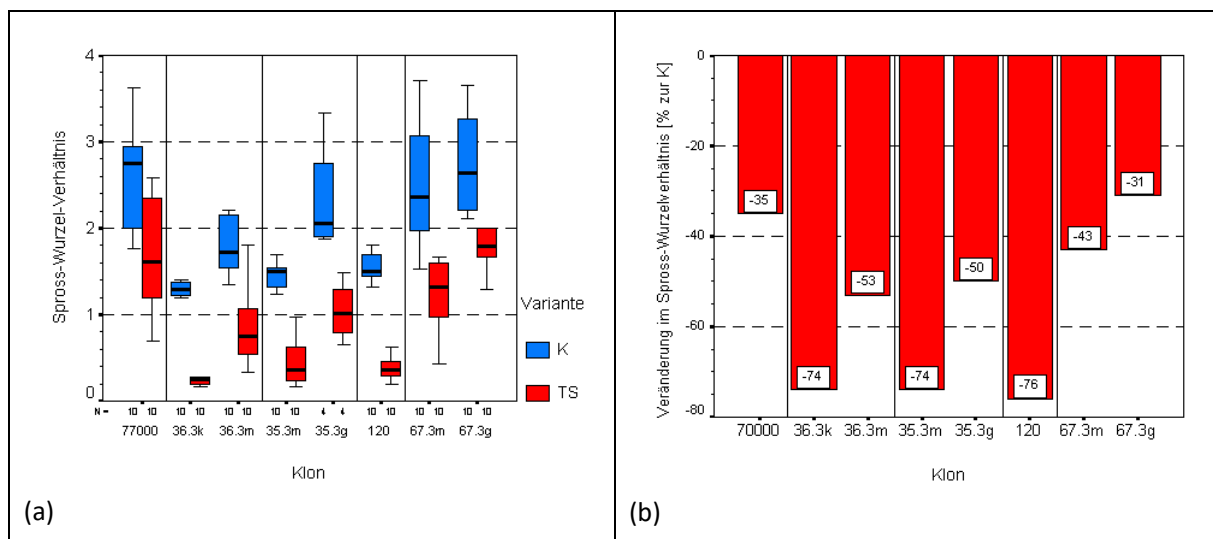 Spross-Wurzel-Verhältnis
4
3
2
1
0
N = 10 10 10 10 10 10 10 10 4 4 10 10 10 10 10 10
77000 36.3k 36.3m 35.3m 35.3g 120 67.3m 67.3g
Klon
Variante
K
TS
(a)
Veränderung im Spross-Wurzelverhältnis [% zur K]
0
-20
-40
-60
-80
-35
-74
-53
-74
-50
-76
-43
-31
70000 36.3k 36.3m 35.3m 35.3g 120 67.3m 67.3g
Klon
(b)